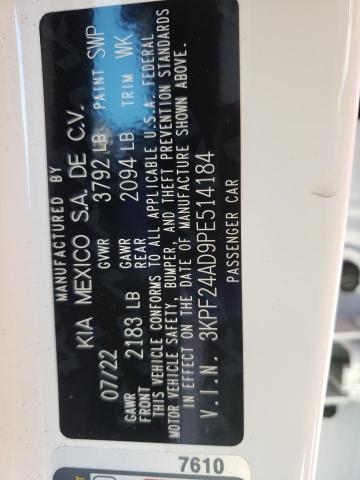 MANUFACTURED BY
KIA MEXICO S.A. DE C.V.
07/22 GVWR 3792 LB PAINT SWP
GAWR FRONT 2183 LB GAWR REAR 2094 LB TRIM WK
THIS VEHICLE CONFORMS TO ALL APPLICABLE U.S.A. FEDERAL
MOTOR VEHICLE SAFETY, BUMPER, AND THEFT PREVENTION STANDARDS
IN EFFECT ON THE DATE OF MANUFACTURE SHOWN ABOVE.
V.I.N. 3KPF24AD9PE514184
PASSENGER CAR
7610